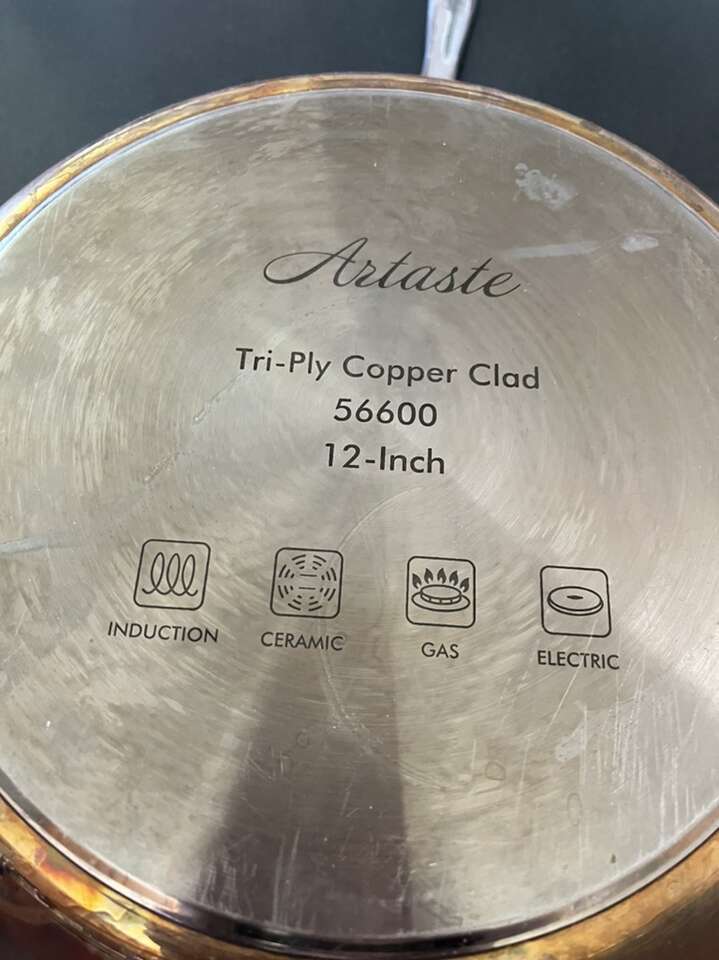 Artaste
Tri-Ply Copper Clad
56600
12-Inch
INDUCTION CERAMIC GAS ELECTRIC